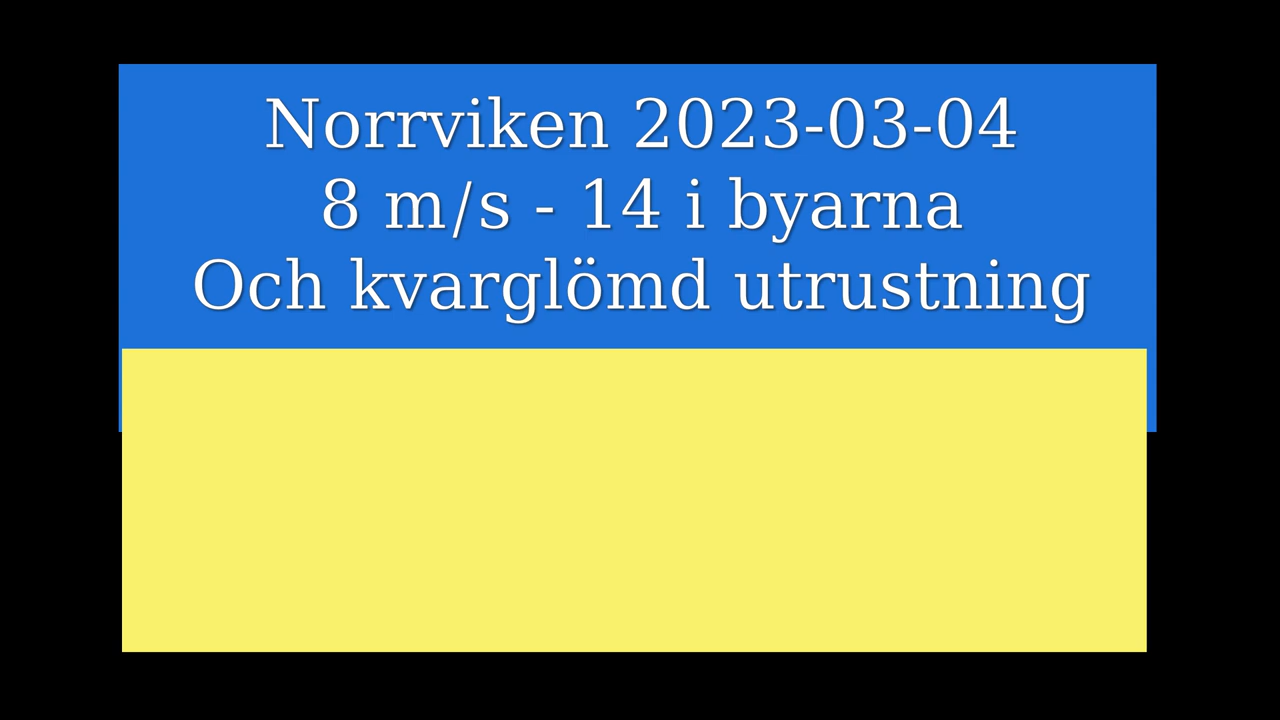 Norrviken 2023-03-04
8 m/s - 14 i byarna
Och kvarglömd utrustning